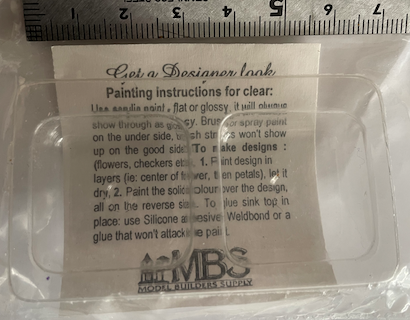 1 2 3 4 5 6 7
Get a Designer look
Painting instructions for clear:
Use acrylic paint, flat or glossy, it will always
show through as glossy. Brush or spray paint
on the under side, brush strokes won't show
up on the good side. To make designs :
(flowers, checkers etc. 1. Paint design in
layers (ie: center of flower, then petals), let it
dry, 2. Paint the solid colour over the design,
all on the reverse side. To glue sink top in
place: use Silicone adhesive, Weldbond or a
glue that won't attack the paint.
MBS
MODEL BUILDERS SUPPLY